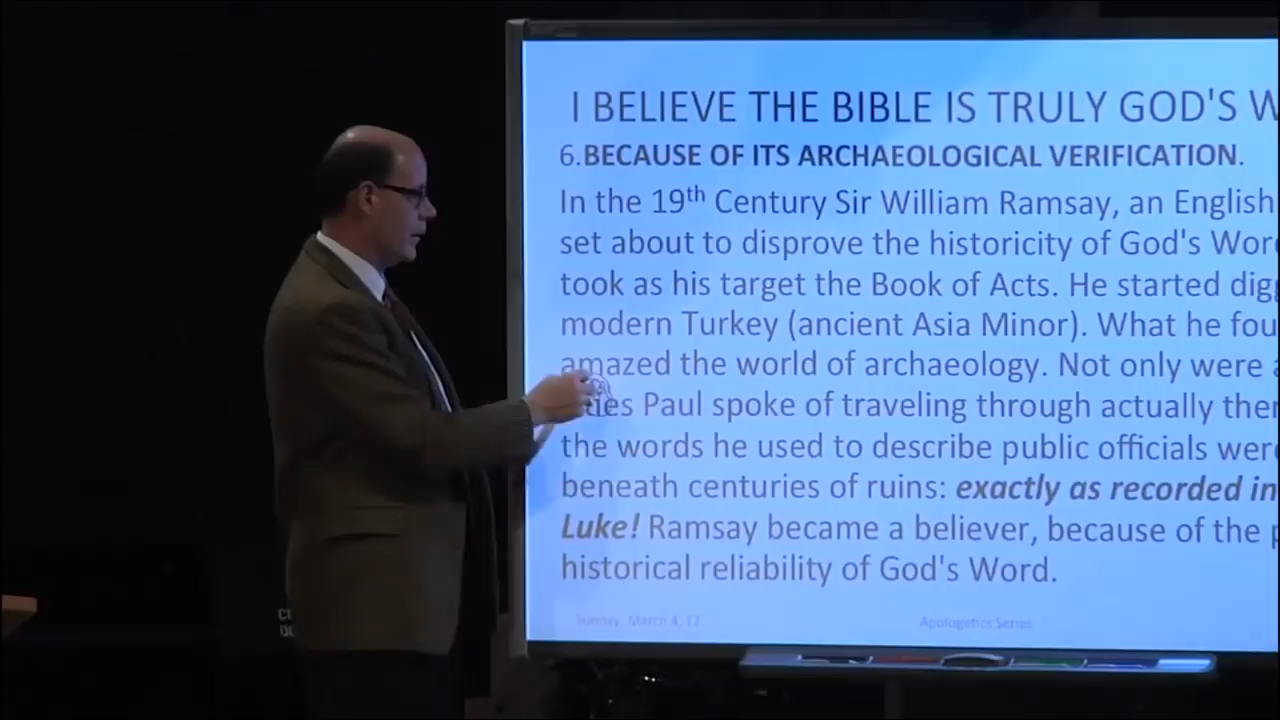 I BELIEVE THE BIBLE IS TRULY GOD'S W
6.BECAUSE OF ITS ARCHAEOLOGICAL VERIFICATION.
In the 19th Century Sir William Ramsay, an English
set about to disprove the historicity of God's Wor
took as his target the Book of Acts. He started dig
modern Turkey (ancient Asia Minor). What he fou
amazed the world of archaeology. Not only were a
Paul spoke of traveling through actually ther
the words he used to describe public officials were
beneath centuries of ruins: exactly as recorded in
Luke! Ramsay became a believer, because of the p
historical reliability of God's Word.
Sunday, March 4, 12
Apologetics Series